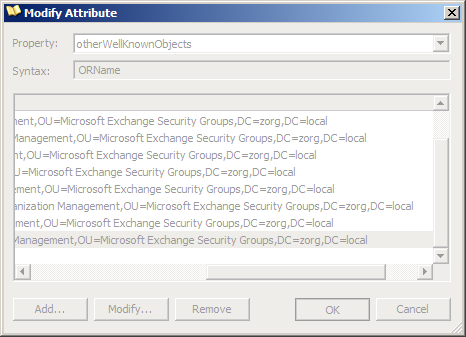 Modify Attribute
Property: otherWellKnownObjects
Syntax: ORName
ment,OU=Microsoft Exchange Security Groups,DC=zorg,DC=local
Management,OU=Microsoft Exchange Security Groups,DC=zorg,DC=local
nt,OU=Microsoft Exchange Security Groups,DC=zorg,DC=local
OU=Microsoft Exchange Security Groups,DC=zorg,DC=local
ement,OU=Microsoft Exchange Security Groups,DC=zorg,DC=local
anization Management,OU=Microsoft Exchange Security Groups,DC=zorg,DC=local
ement,OU=Microsoft Exchange Security Groups,DC=zorg,DC=local
Management,OU=Microsoft Exchange Security Groups,DC=zorg,DC=local
Add... Modify... Remove OK Cancel